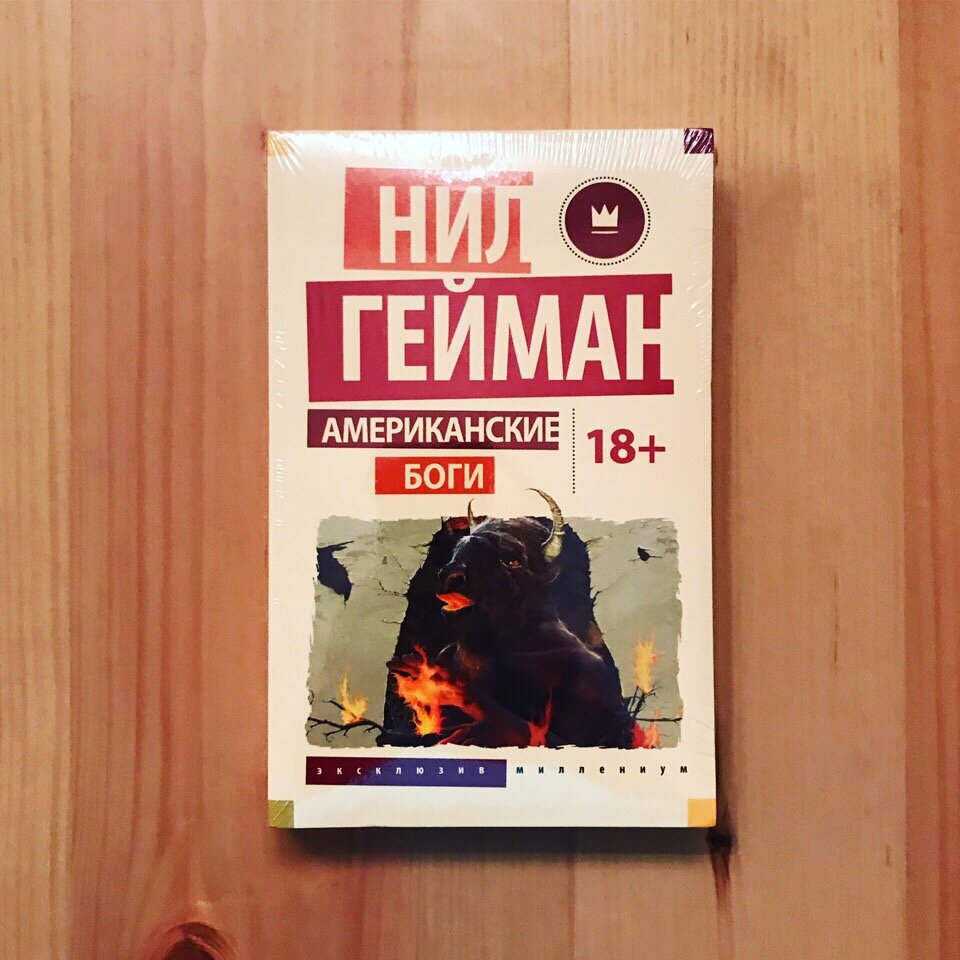 НИЛ
ГЕЙМАН
АМЕРИКАНСКИЕ
БОГИ
18+
эксклюзив миллениум